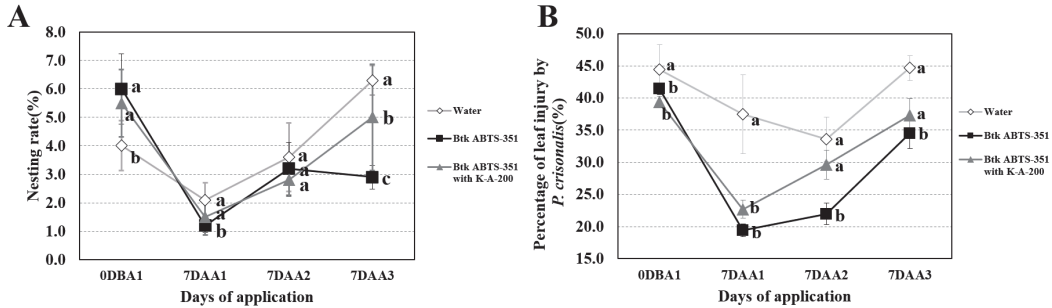 A
Nesting rate(%)
8.0
7.0
6.0
5.0
4.0
3.0
2.0
1.0
0.0
a
a
b
a
a
b
a
a
a
a
b
c
0DBA1 7DAA1 7DAA2 7DAA3
Days of application
Water
Btk ABTS-351
Btk ABTS-351
with K-A-200
B
Percentage of leaf injury by
P. crisonalis(%)
50.0
45.0
40.0
35.0
30.0
25.0
20.0
15.0
a
b
b
a
b
b
a
a
b
a
a
b
0DBA1 7DAA1 7DAA2 7DAA3
Days of application
Water
Btk ABTS-351
Btk ABTS-351
with K-A-200